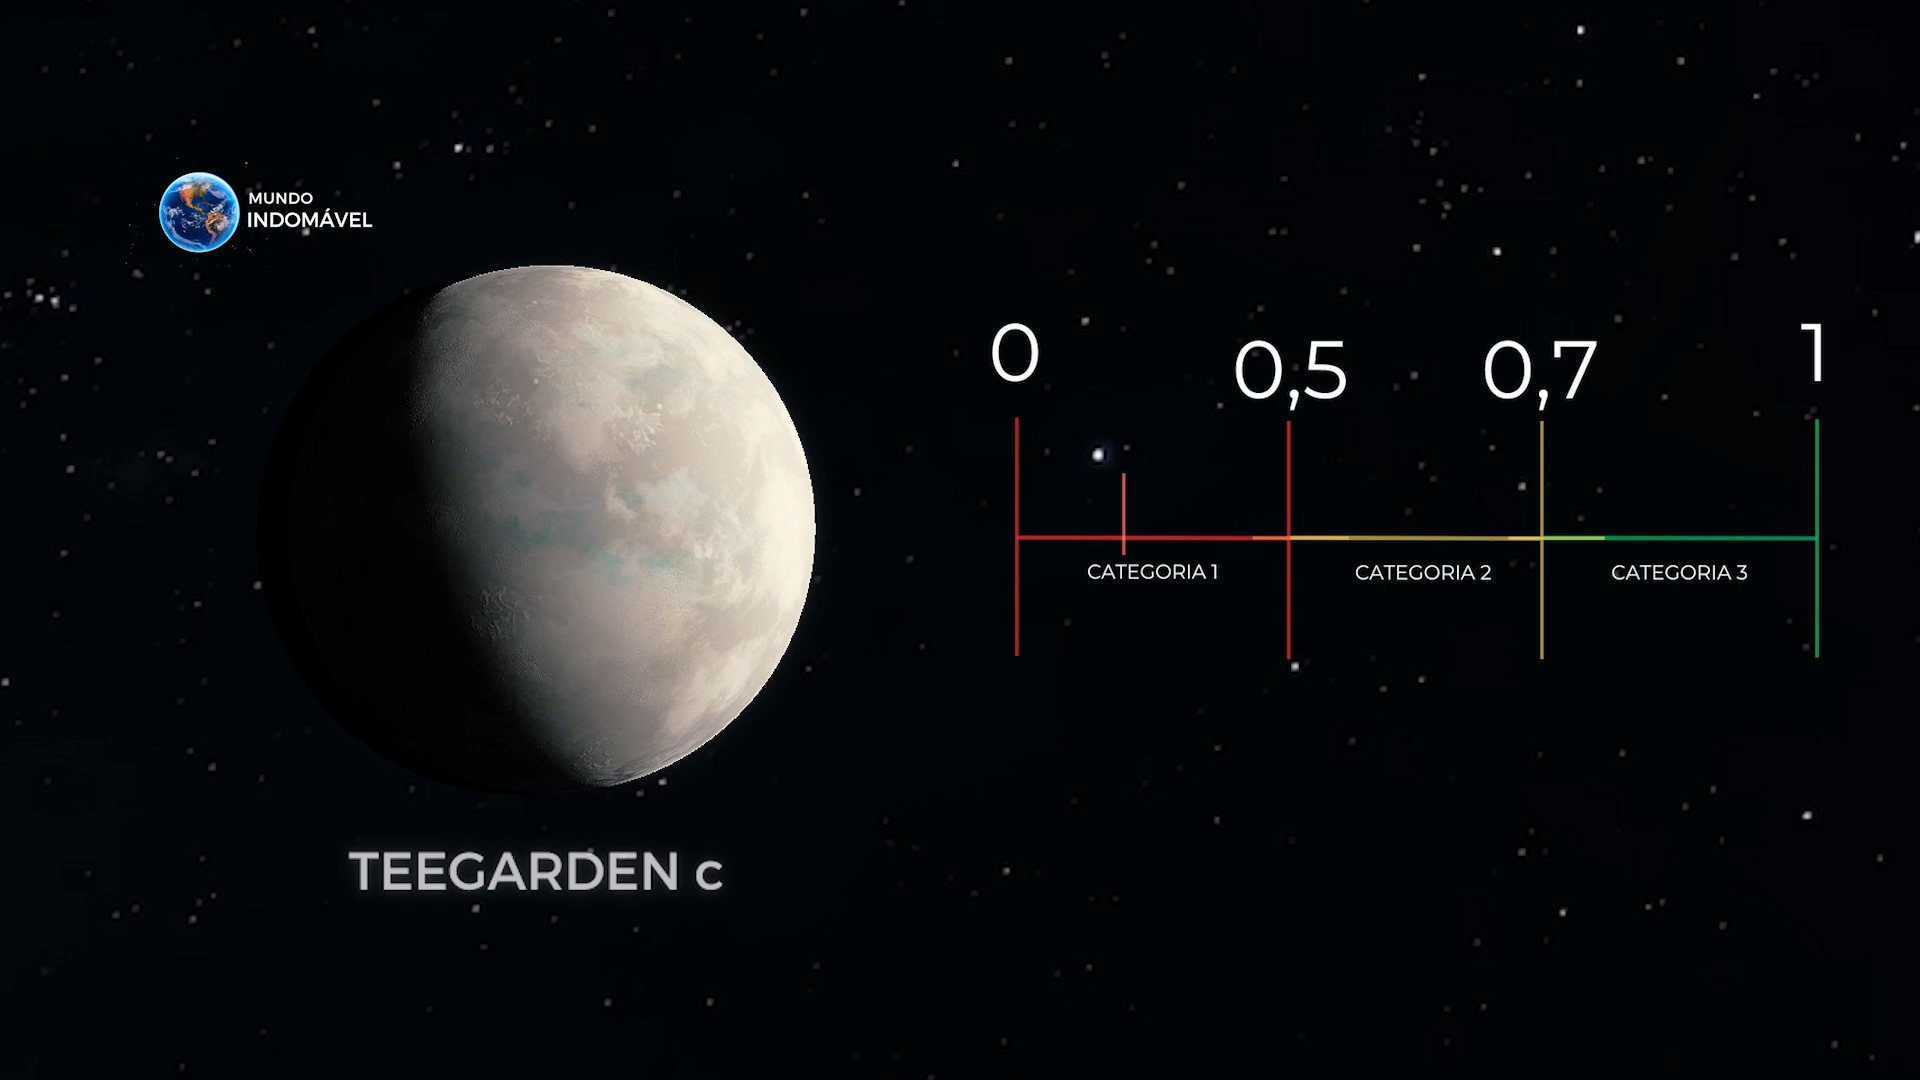 MUNDO
INDOMÁVEL
0
0,5
0,7
1
CATEGORIA 1
CATEGORIA 2
CATEGORIA 3
TEEGARDEN c